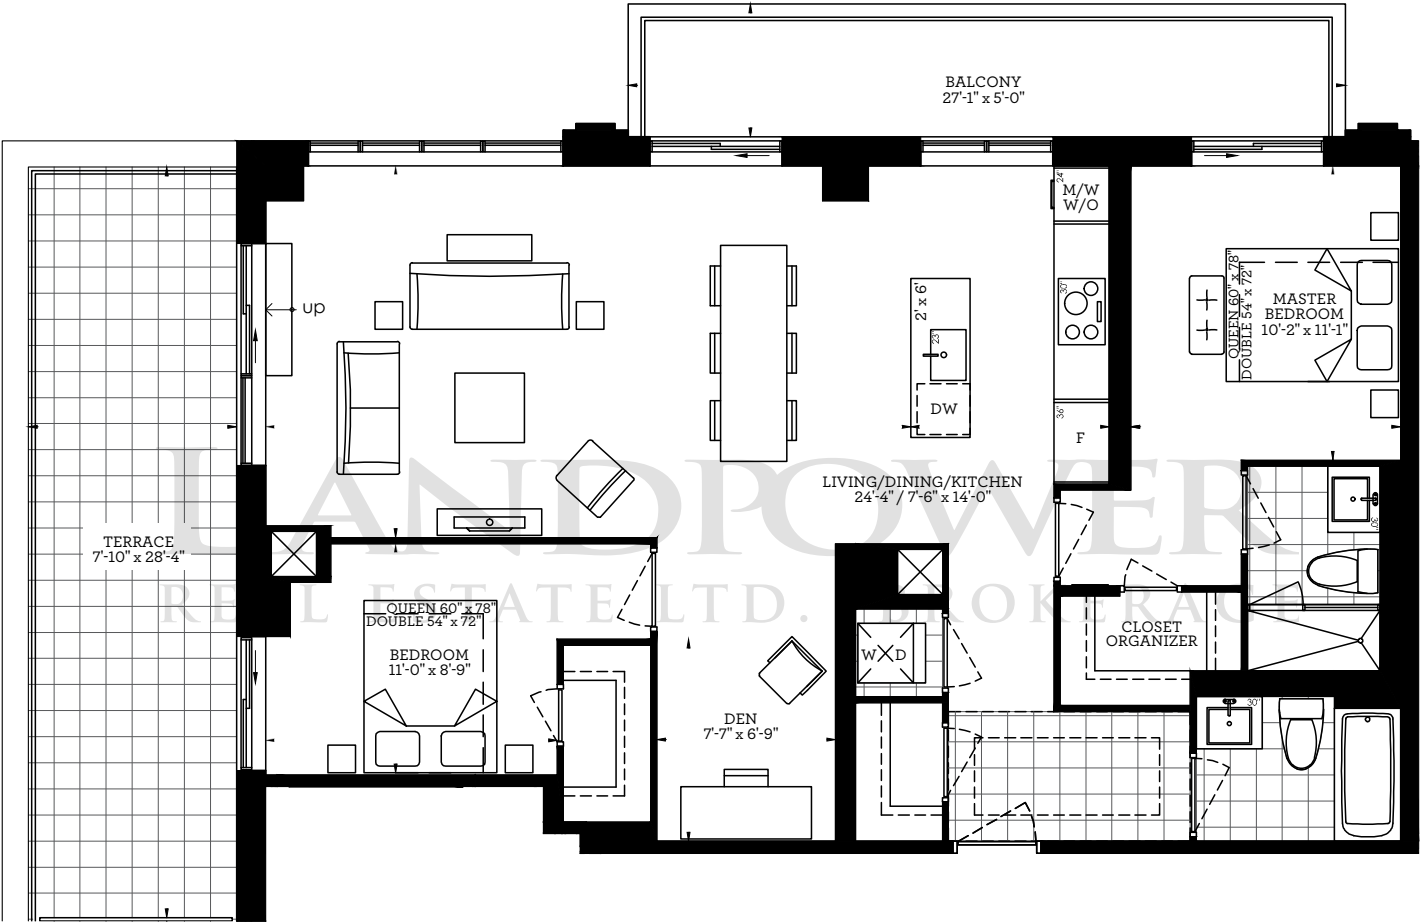 BALCONY
27'-1" x 5'-0"
24"
M/W
W/O
up
2' x 6'
23"
30"
DW
36"
F
QUEEN 60" x 78"
DOUBLE 54" x 72"
MASTER
BEDROOM
10'-2" x 11'-1"
LANDPOWER
REAL ESTATE LTD. BROKERAGE
LIVING/DINING/KITCHEN
24'-4" / 7'-6" x 14'-0"
30"
TERRACE
7'-10" x 28'-4"
QUEEN 60" x 78"
DOUBLE 54" x 72"
BEDROOM
11'-0" x 8'-9"
CLOSET
ORGANIZER
W D
DEN
7'-7" x 6'-9"
30"